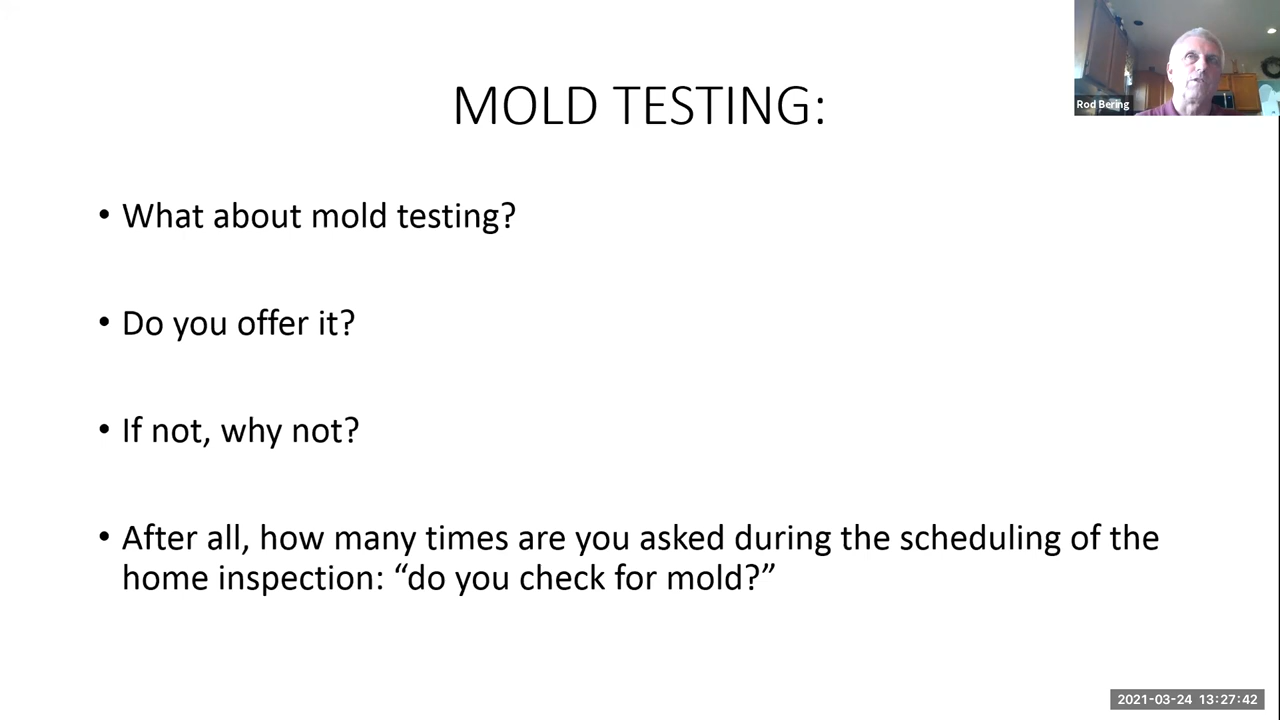 Rod Bering
MOLD TESTING:
• What about mold testing?
• Do you offer it?
• If not, why not?
• After all, how many times are you asked during the scheduling of the
home inspection: “do you check for mold?”
2021-03-24 13:27:42